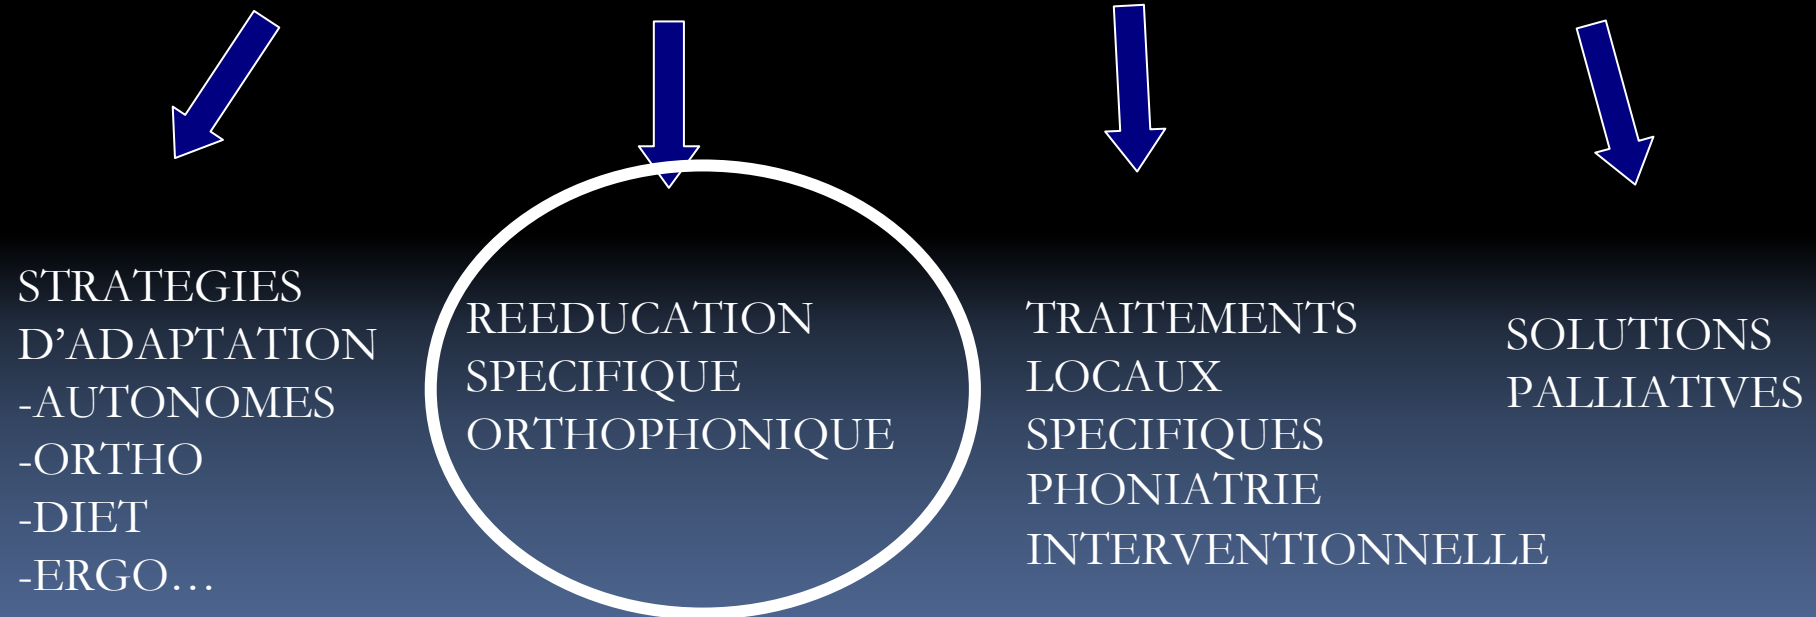 STRATEGIES
D’ADAPTATION
-AUTONOMES
-ORTHO
-DIET
-ERGO…
REEDUCATION
SPECIFIQUE
ORTHOPHONIQUE
TRAITEMENTS
LOCAUX
SPECIFIQUES
PHONIATRIE
INTERVENTIONNELLE
SOLUTIONS
PALLIATIVES